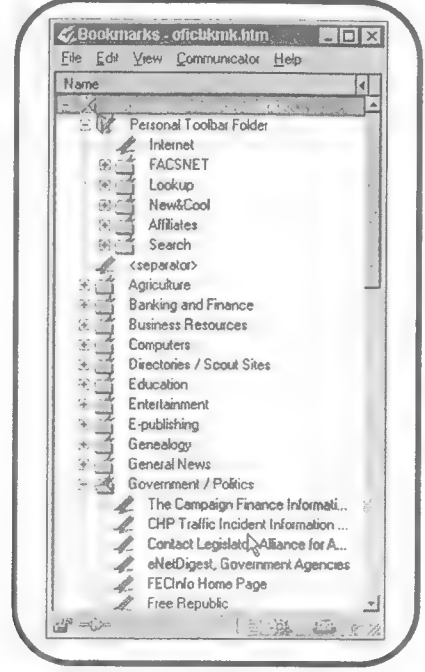 Bookmarks - oficbkmk.htm
File Edit View Communicator Help
Name
Personal Toolbar Folder
Internet
FACSNET
Lookup
New&Cool
Affiliates
Search
<separator>
Agriculture
Banking and Finance
Business Resources
Computers
Directories / Scout Sites
Education
Entertainment
E-publishing
Genealogy
General News
Government / Politics
The Campaign Finance Informati...
CHP Traffic Incident Information ...
Contact Legislator, Alliance for A...
eNetDigest, Government Agencies
FECInfo Home Page
Free Republic